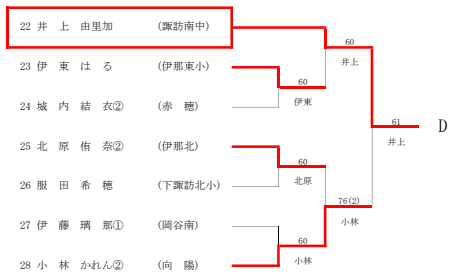 22 井 上 由里加 (諏訪南中)
60
井上
23 伊 東 は る (伊那東小)
60
伊東
24 城 内 結 衣② (赤 穂)
61
井上
D
25 北 原 侑 奈② (伊那北)
60
北原
26 服 田 希 穂 (下諏訪北小)
76(2)
小林
27 伊 藤 璃 那① (岡谷南)
60
小林
28 小 林 かれん② (向 陽)